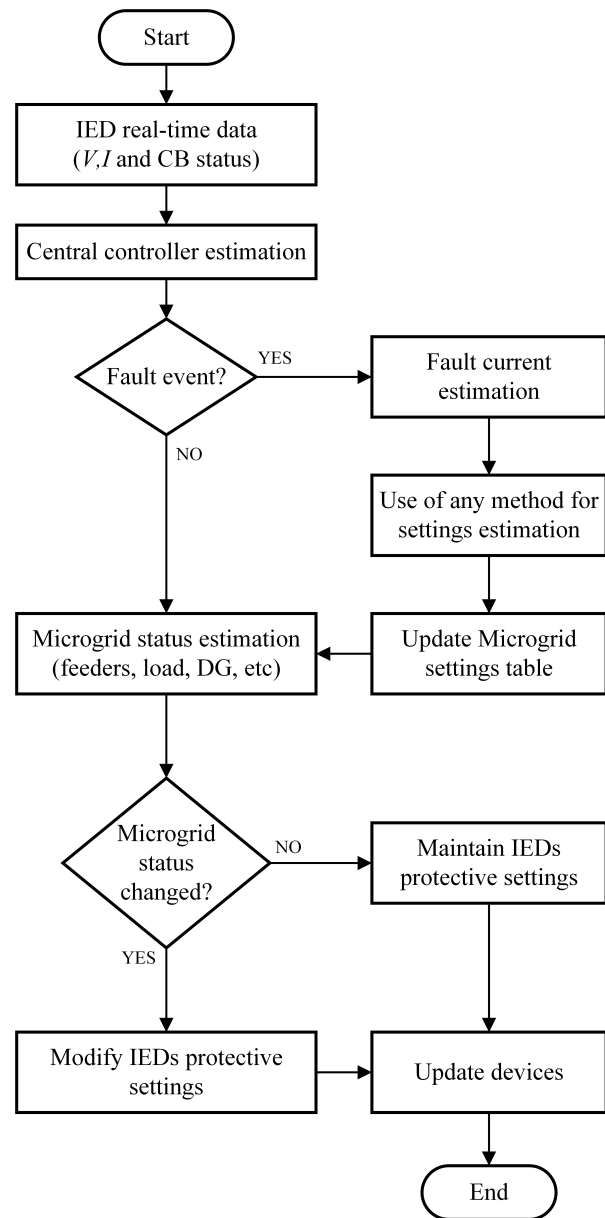 Start
IED real-time data
(V,I and CB status)
Central controller estimation
Fault event?
YES
Fault current
estimation
NO
Use of any method for
settings estimation
Microgrid status estimation
(feeders, load, DG, etc)
Update Microgrid
settings table
Microgrid
status
changed?
NO
Maintain IEDs
protective settings
YES
Modify IEDs protective
settings
Update devices
End